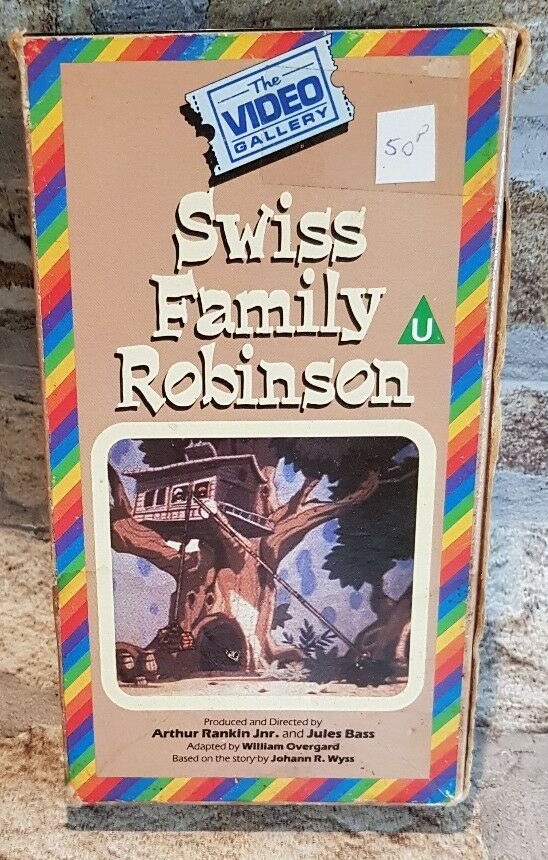 The
VIDEO
GALLERY
50P
Swiss
Family
Robinson
U
Produced and Directed by
Arthur Rankin Jnr. and Jules Bass
Adapted by William Overgard
Based on the story by Johann R. Wyss